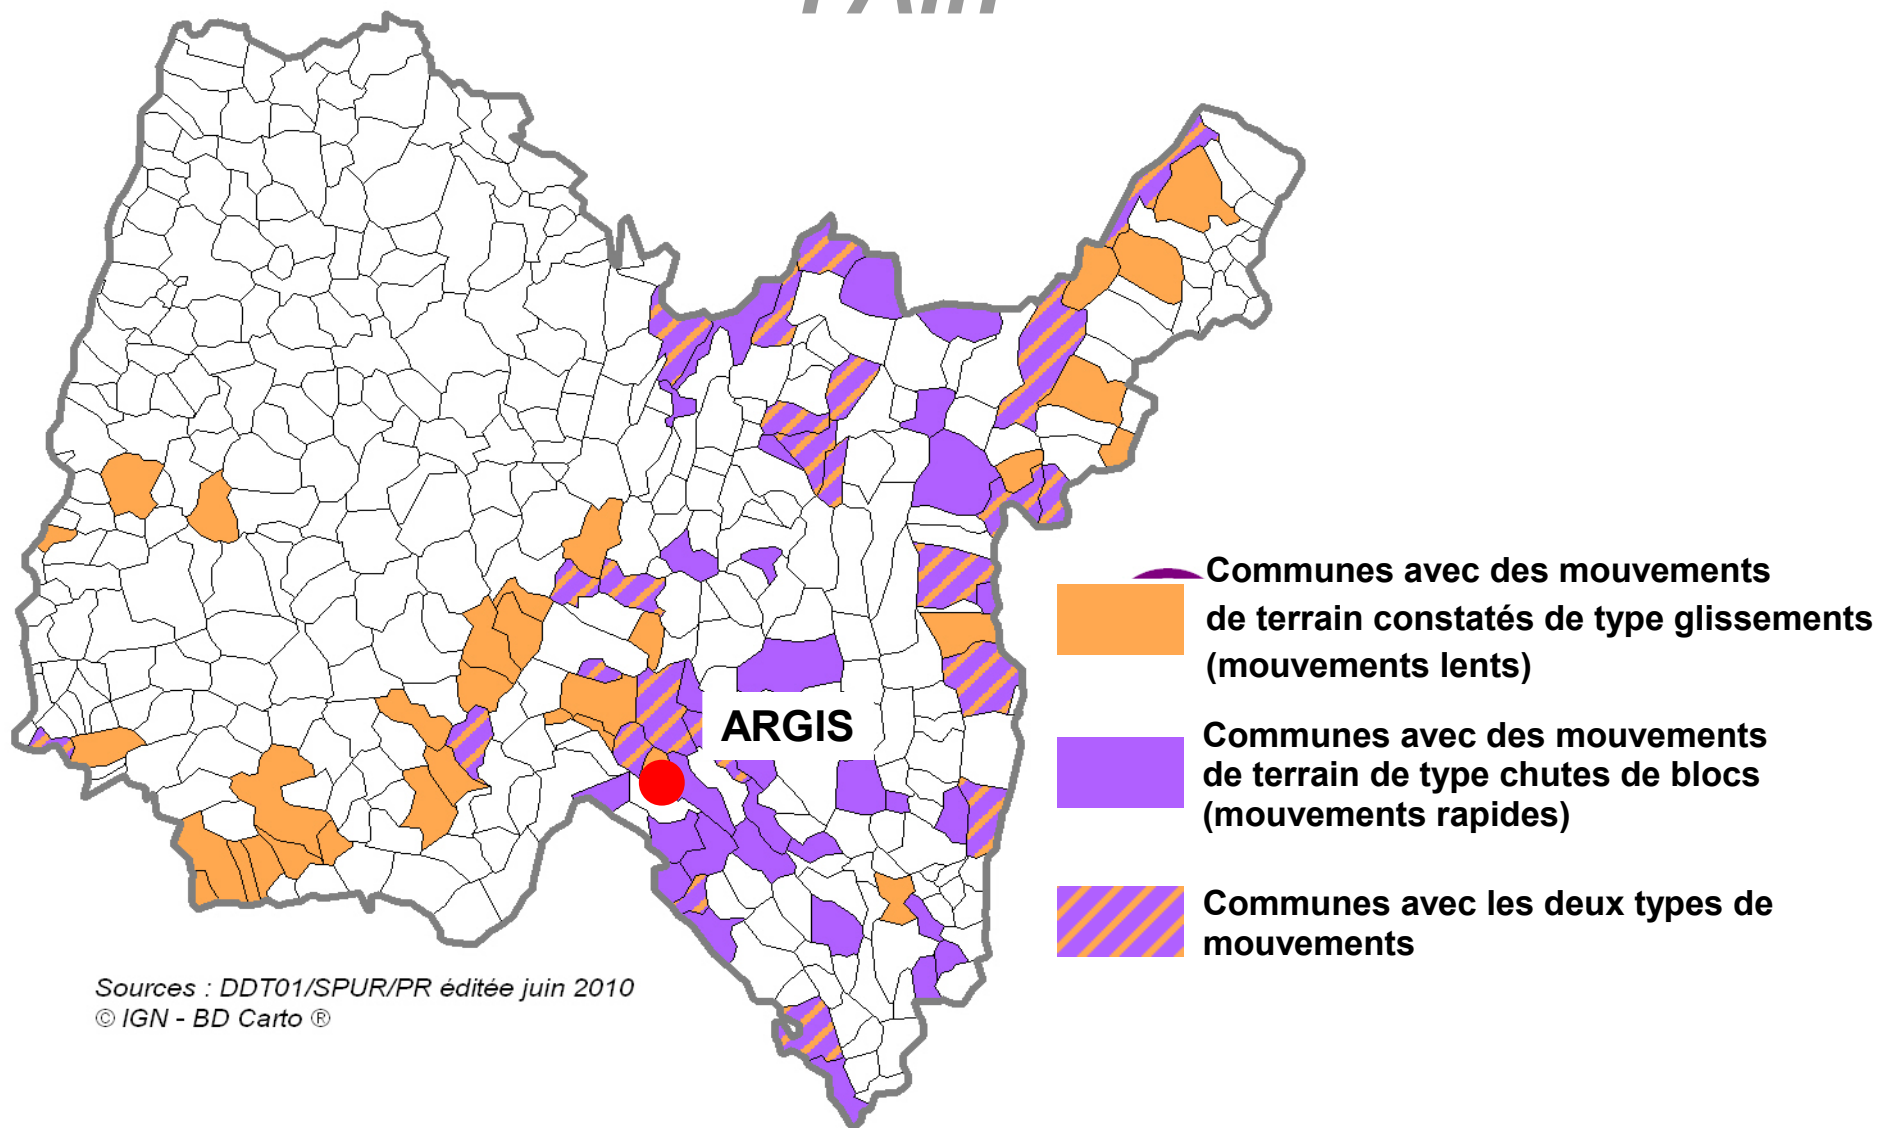 l'Ain
Communes avec des mouvements
de terrain constatés de type glissements
(mouvements lents)
ARGIS
Communes avec des mouvements
de terrain de type chutes de blocs
(mouvements rapides)
Communes avec les deux types de
mouvements
Sources : DDT01/SPUR/PR éditée juin 2010
© IGN - BD Carto ®